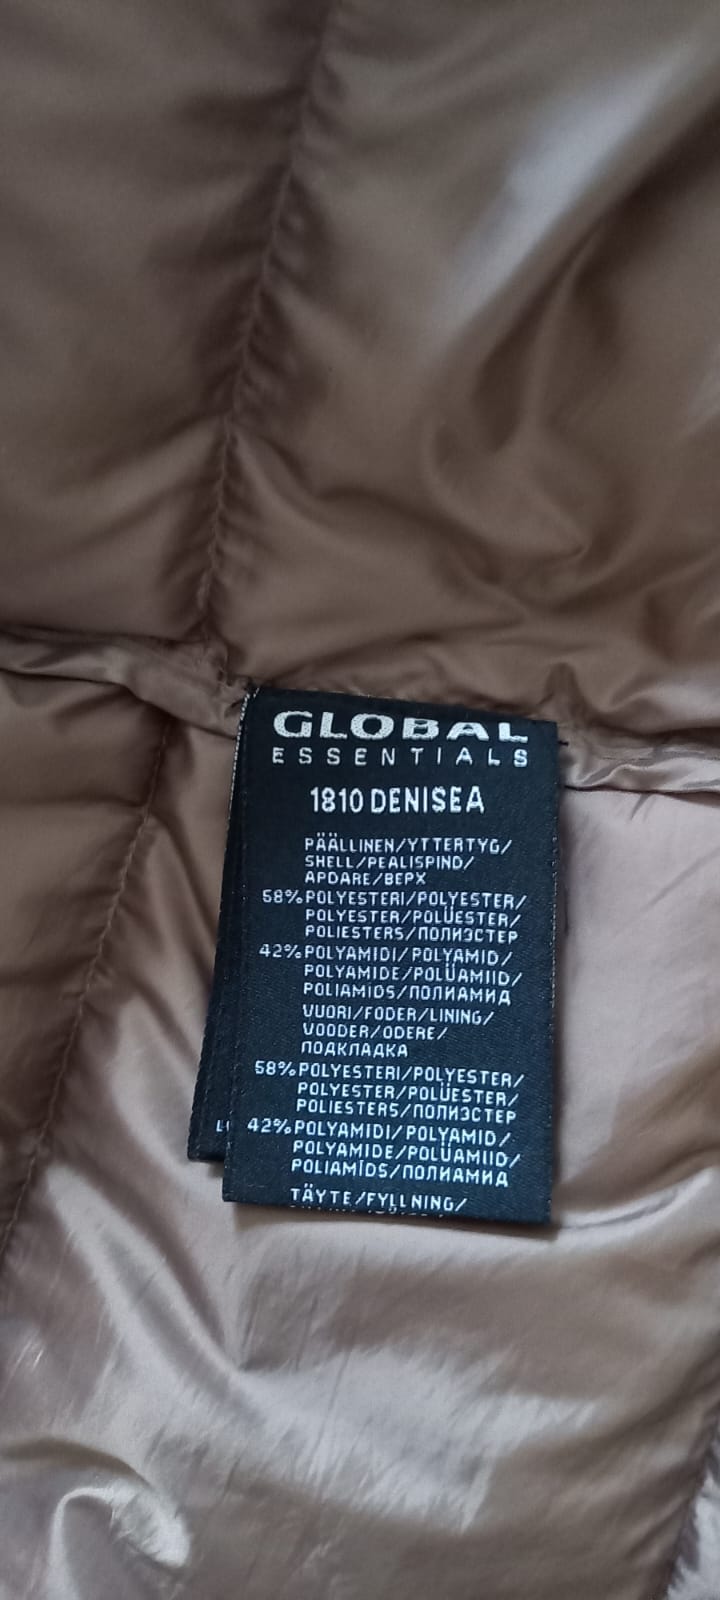 GLOBAL
ESSENTIALS
1810 DENISEA
PÄÄLLINEN/YTTERTYG/
SHELL/PEALISPIND/
APDARE/ВЕРХ
58%POLYESTERI/POLYESTER/
POLYESTER/POLÜESTER/
POLIESTERS/ПОЛИЭСТЕР
42%POLYAMIDI/POLYAMID/
POLYAMIDE/POLÜAMIID/
POLIAMIDS/ПОЛИАМИД
VUORI/FODER/LINING/
VOODER/ODERE/
ПОДКЛАДКА
58%POLYESTERI/POLYESTER/
POLYESTER/POLÜESTER/
POLIESTERS/ПОЛИЭСТЕР
42%POLYAMIDI/POLYAMID/
POLYAMIDE/POLÜAMIID/
POLIAMIDS/ПОЛИАМИД
TÄYTE/FYLLNING/